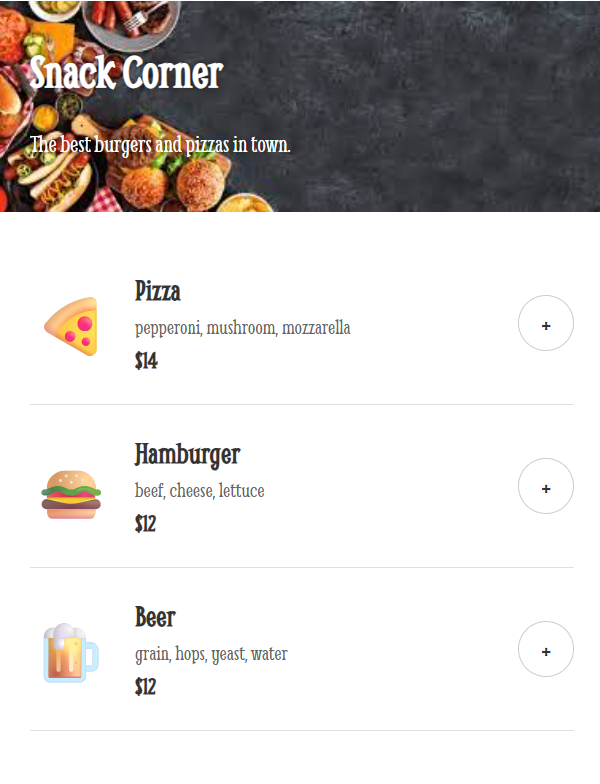 Snack Corner
The best burgers and pizzas in town.
Pizza
pepperoni, mushroom, mozzarella
$14
+
Hamburger
beef, cheese, lettuce
$12
+
Beer
grain, hops, yeast, water
$12
+